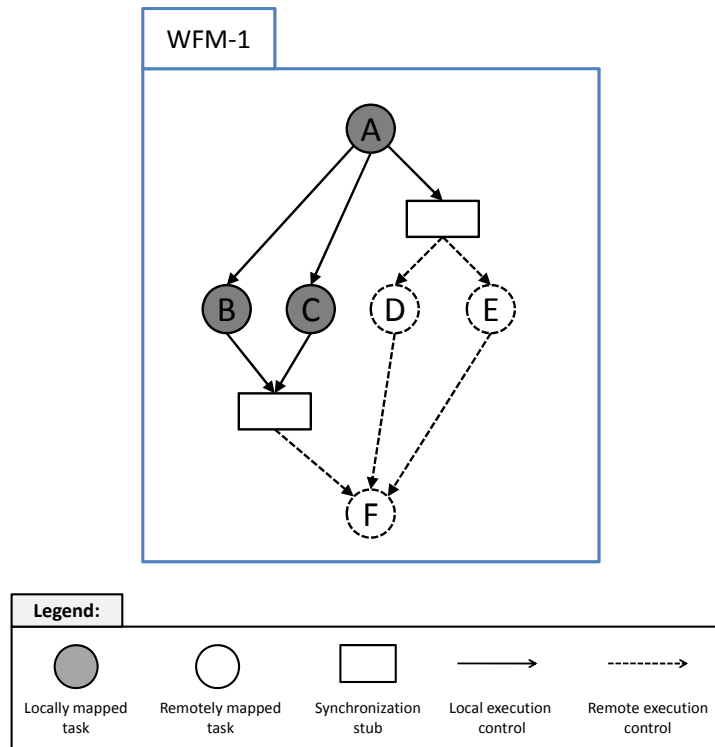 WFM-1
A
B
C
D
E
F
Legend:
Locally mapped
task
Remotely mapped
task
Synchronization
stub
Local execution
control
Remote execution
control